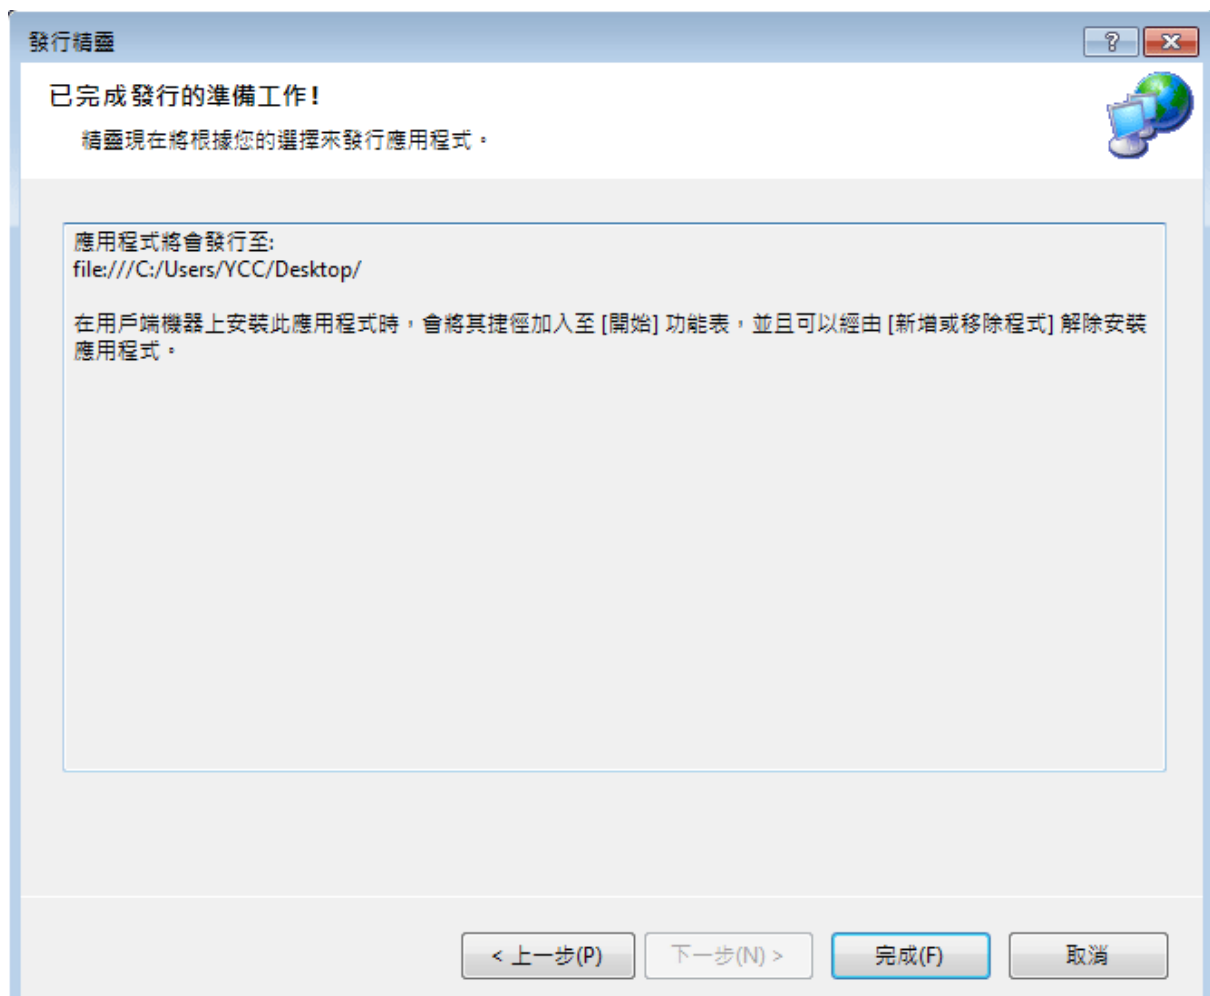 發行精靈
已完成發行的準備工作!
精靈現在將根據您的選擇來發行應用程式。
應用程式將會發行至:
file:///C:/Users/YCC/Desktop/
在用戶端機器上安裝此應用程式時，會將其捷徑加入至 [開始] 功能表，並且可以經由 [新增或移除程式] 解除安裝
應用程式。
< 上一步(P)
下一步(N) >
完成(F)
取消